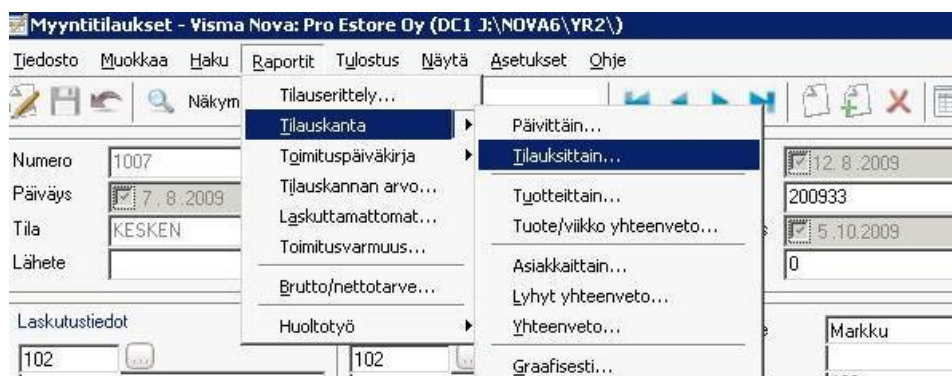 Myyntitilaukset - Visma Nova: Pro Estore Oy (DC1 J:\NOVA6\YR2\)
Tiedosto Muokkaa Haku Raportit Tulostus Näytä Asetukset Ohje
Näkym
Tilauserittely...
Tilauskanta
Toimituspäiväkirja
Tilauskannan arvo...
Laskuttamattomat...
Toimitusvarmuus...
Brutto/nettotarve...
Huoltotyö
Päivittäin...
Tilauksittain...
Tuotteittain...
Tuote/viikko yhteenveto...
Asiakkaittain...
Lyhyt yhteenveto...
Yhteenveto...
Graafisesti...
Numero 1007 12. 8.2009
Päiväys 7. 8.2009 200933
Tila KESKEN s 5.10.2009
Lähete 0
Laskutustiedot e Markku
102 ... 102